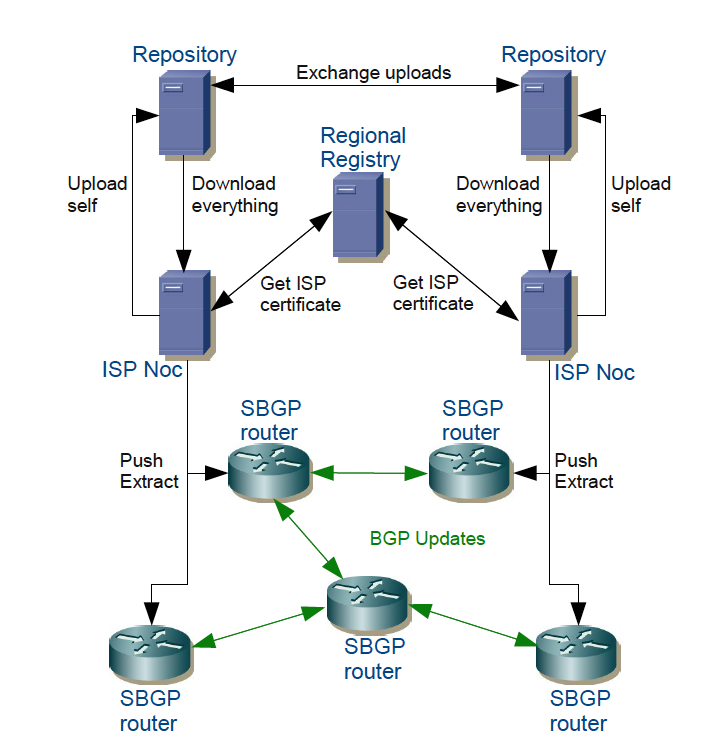 Repository
Repository
Exchange uploads
Regional
Registry
Upload
self
Download
everything
Download
everything
Upload
self
Get ISP
certificate
Get ISP
certificate
ISP Noc
ISP Noc
SBGP
router
SBGP
router
Push
Extract
Push
Extract
BGP Updates
SBGP
router
SBGP
router
SBGP
router